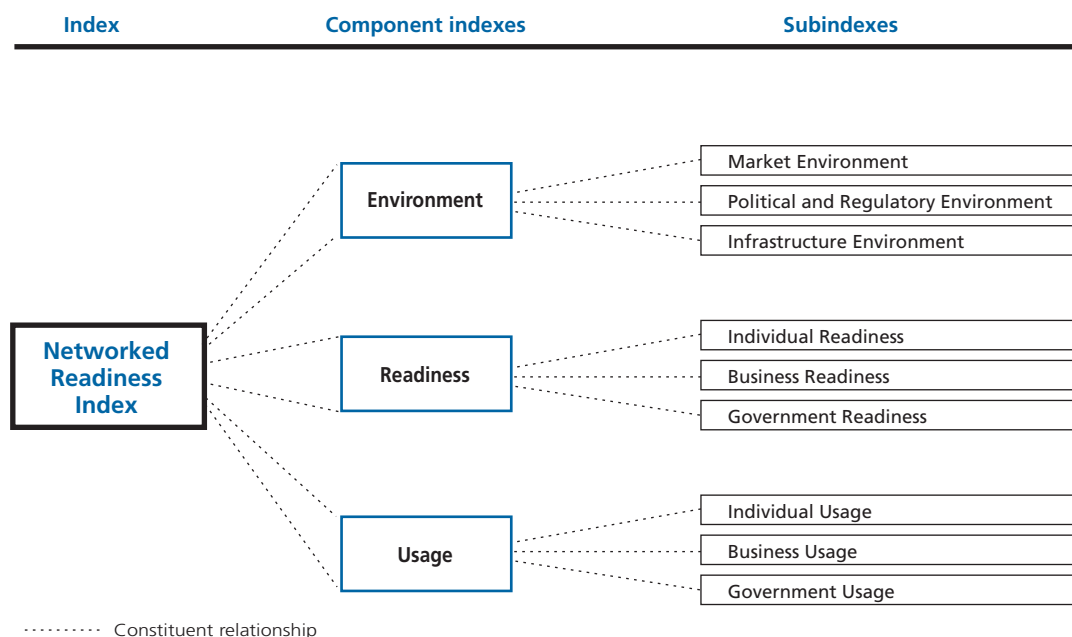 Index Component indexes Subindexes
Market Environment
Environment
Political and Regulatory Environment
Infrastructure Environment
Networked
Readiness
Index
Individual Readiness
Readiness
Business Readiness
Government Readiness
Individual Usage
Usage
Business Usage
Government Usage
Constituent relationship